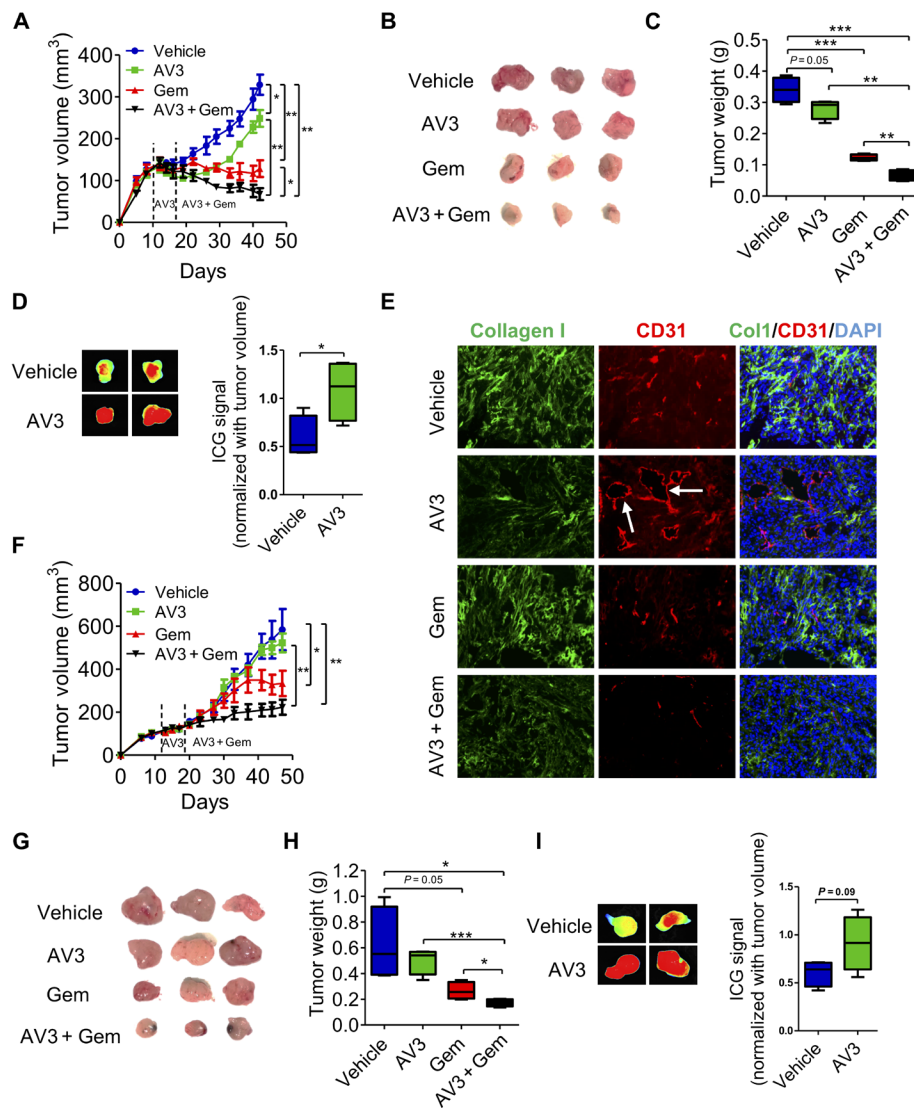 A
Tumor volume (mm³)
400
300
200
100
0
Vehicle
AV3
Gem
AV3 + Gem
*
**
**
**
*
AV3
AV3 + Gem
0 10 20 30 40 50
Days
B
Vehicle
AV3
Gem
AV3 + Gem
C
Tumor weight (g)
0.5
0.4
0.3
0.2
0.1
0.0
***
***
P = 0.05
**
**
Vehicle
AV3
Gem
AV3 + Gem
D
Vehicle
AV3
ICG signal
(normalized with tumor volume)
1.5
1.0
0.5
0.0
*
Vehicle
AV3
E
Collagen I
CD31
Col1/CD31/DAPI
Vehicle
AV3
Gem
AV3 + Gem
F
Tumor volume (mm³)
800
600
400
200
0
Vehicle
AV3
Gem
AV3 + Gem
**
*
**
AV3
AV3 + Gem
0 10 20 30 40 50
Days
G
Vehicle
AV3
Gem
AV3 + Gem
H
Tumor weight (g)
1.2
1.0
0.8
0.6
0.4
0.2
0.0
*
P = 0.05
***
*
Vehicle
AV3
Gem
AV3 + Gem
I
Vehicle
AV3
ICG signal
(normalized with tumor volume)
1.5
1.0
0.5
0.0
P = 0.09
Vehicle
AV3